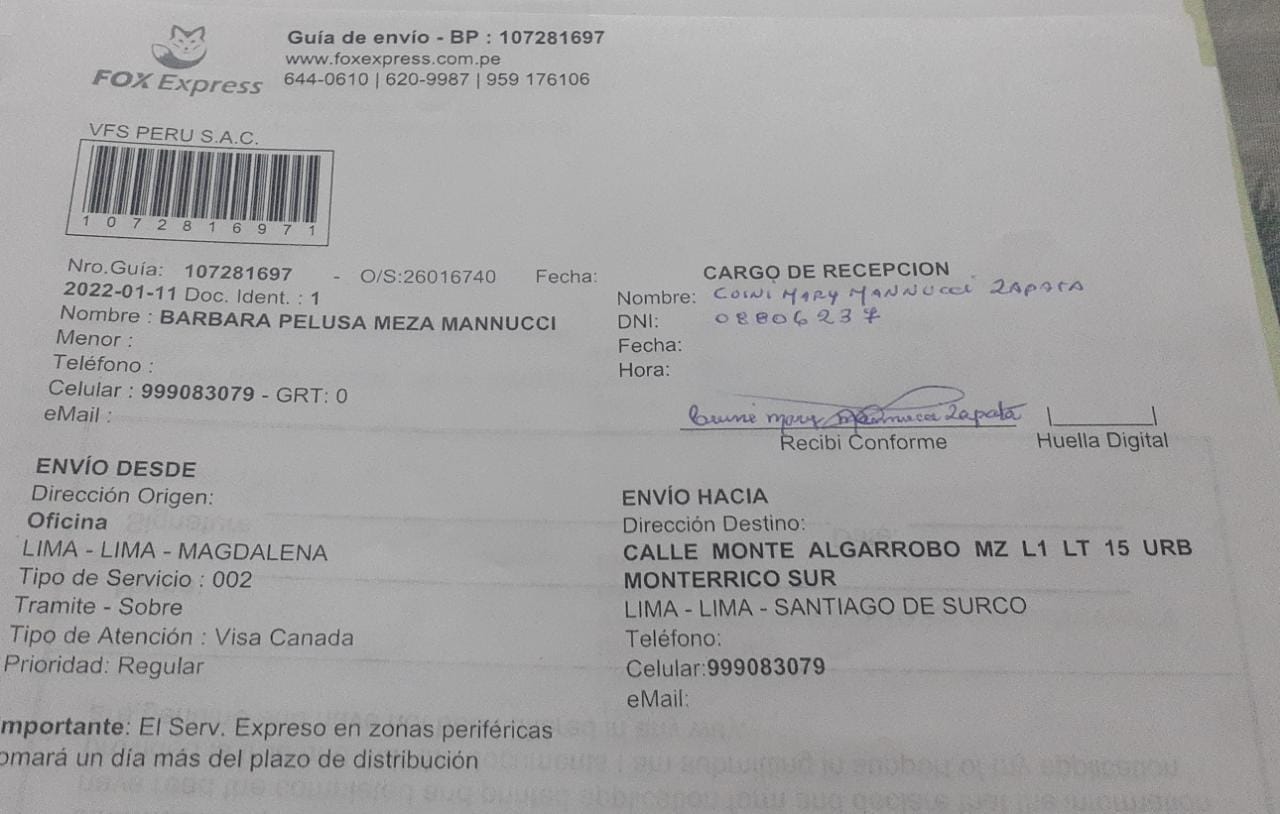 FOX Express
Guía de envío - BP : 107281697
www.foxexpress.com.pe
644-0610 | 620-9987 | 959 176106
VFS PERU S.A.C.
1 0 7 2 8 1 6 9 7 1
Nro.Guía: 107281697 - O/S:26016740 Fecha:
2022-01-11 Doc. Ident. : 1
Nombre : BARBARA PELUSA MEZA MANNUCCI
Menor :
Teléfono :
Celular : 999083079 - GRT: 0
eMail :
CARGO DE RECEPCION
Nombre: MARY MANNUCCI ZAPATA
DNI: 08806237
Fecha:
Hora:
Mary Mannucci Zapata
Recibi Conforme
Huella Digital
ENVÍO DESDE
Dirección Origen:
Oficina
LIMA - LIMA - MAGDALENA
Tipo de Servicio : 002
Tramite - Sobre
Tipo de Atención : Visa Canada
Prioridad: Regular
ENVÍO HACIA
Dirección Destino:
CALLE MONTE ALGARROBO MZ L1 LT 15 URB
MONTERRICO SUR
LIMA - LIMA - SANTIAGO DE SURCO
Teléfono:
Celular:999083079
eMail:
mportante: El Serv. Expreso en zonas periféricas
omará un día más del plazo de distribución